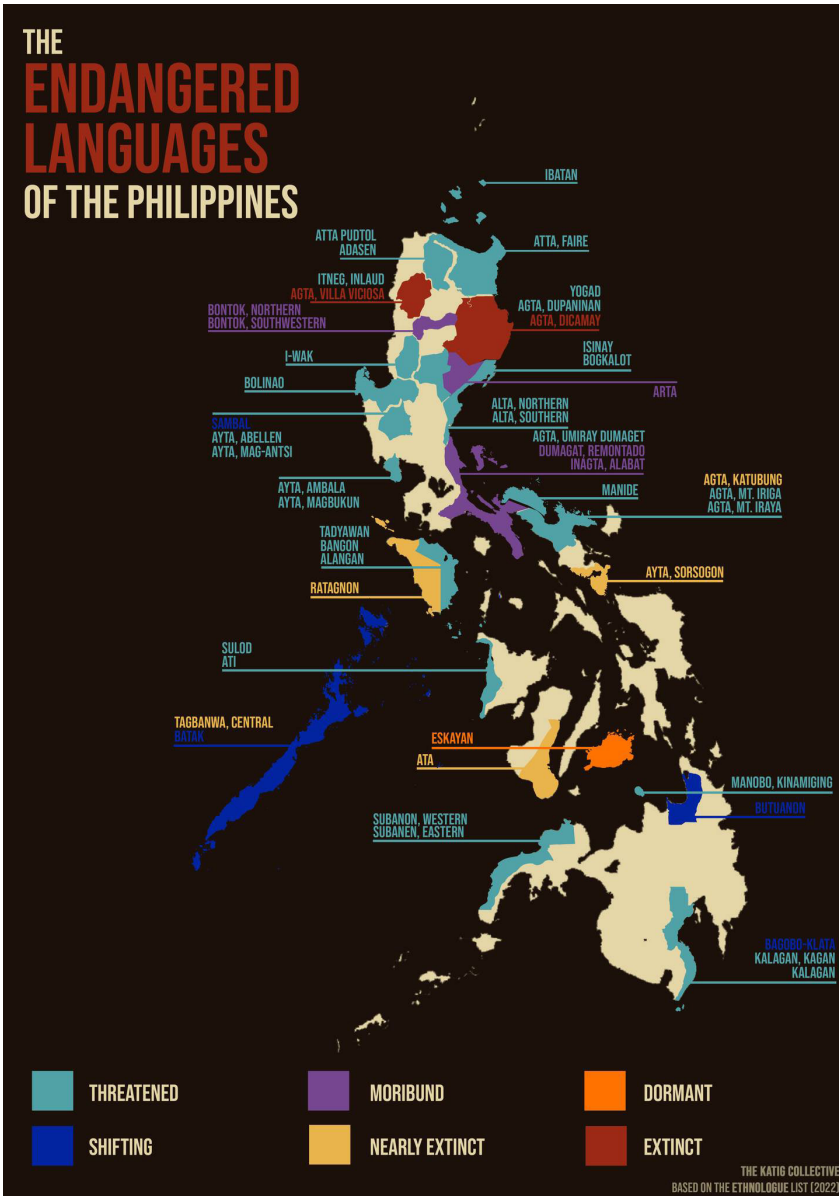 THE
ENDANGERED
LANGUAGES
OF THE PHILIPPINES
IBATAN
ATTA PUDTOL
ADASEN
ATTA, FAIRE
ITNEG, INLAUD
AGTA, VILLA VICIOSA
YOGAD
AGTA, DUPANINAN
AGTA, DICAMAY
BONTOK, NORTHERN
BONTOK, SOUTHWESTERN
ISINAY
BOGKALOT
I-WAK
BOLINAO
ARTA
ALTA, NORTHERN
ALTA, SOUTHERN
SAMBAL
AYTA, ABELLEN
AYTA, MAG-ANTSI
AGTA, UMIRAY DUMAGET
DUMAGAT, REMONTADO
INAGTA, ALABAT
AYTA, AMBALA
AYTA, MAGBUKUN
MANIDE
AGTA, KATUBUNG
AGTA, MT. IRIGA
AGTA, MT. IRAYA
TADYAWAN
BANGON
ALANGAN
RATAGNON
AYTA, SORSOGON
SULOD
ATI
TAGBANWA, CENTRAL
BATAK
ESKAYAN
ATA
MANOBO, KINAMIGING
BUTUANON
SUBANON, WESTERN
SUBANEN, EASTERN
BAGOBO-KLATA
KALAGAN, KAGAN
KALAGAN
THREATENED
MORIBUND
DORMANT
SHIFTING
NEARLY EXTINCT
EXTINCT
THE KATIG COLLECTIVE
BASED ON THE ETHNOLOGUE LIST (2022)